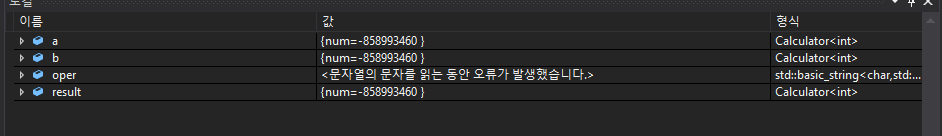 로컬
이름 값 형식
a {num=-858993460 } Calculator<int>
b {num=-858993460 } Calculator<int>
oper <문자열의 문자를 읽는 동안 오류가 발생했습니다.> std::basic_string<char,std:...
result {num=-858993460 } Calculator<int>